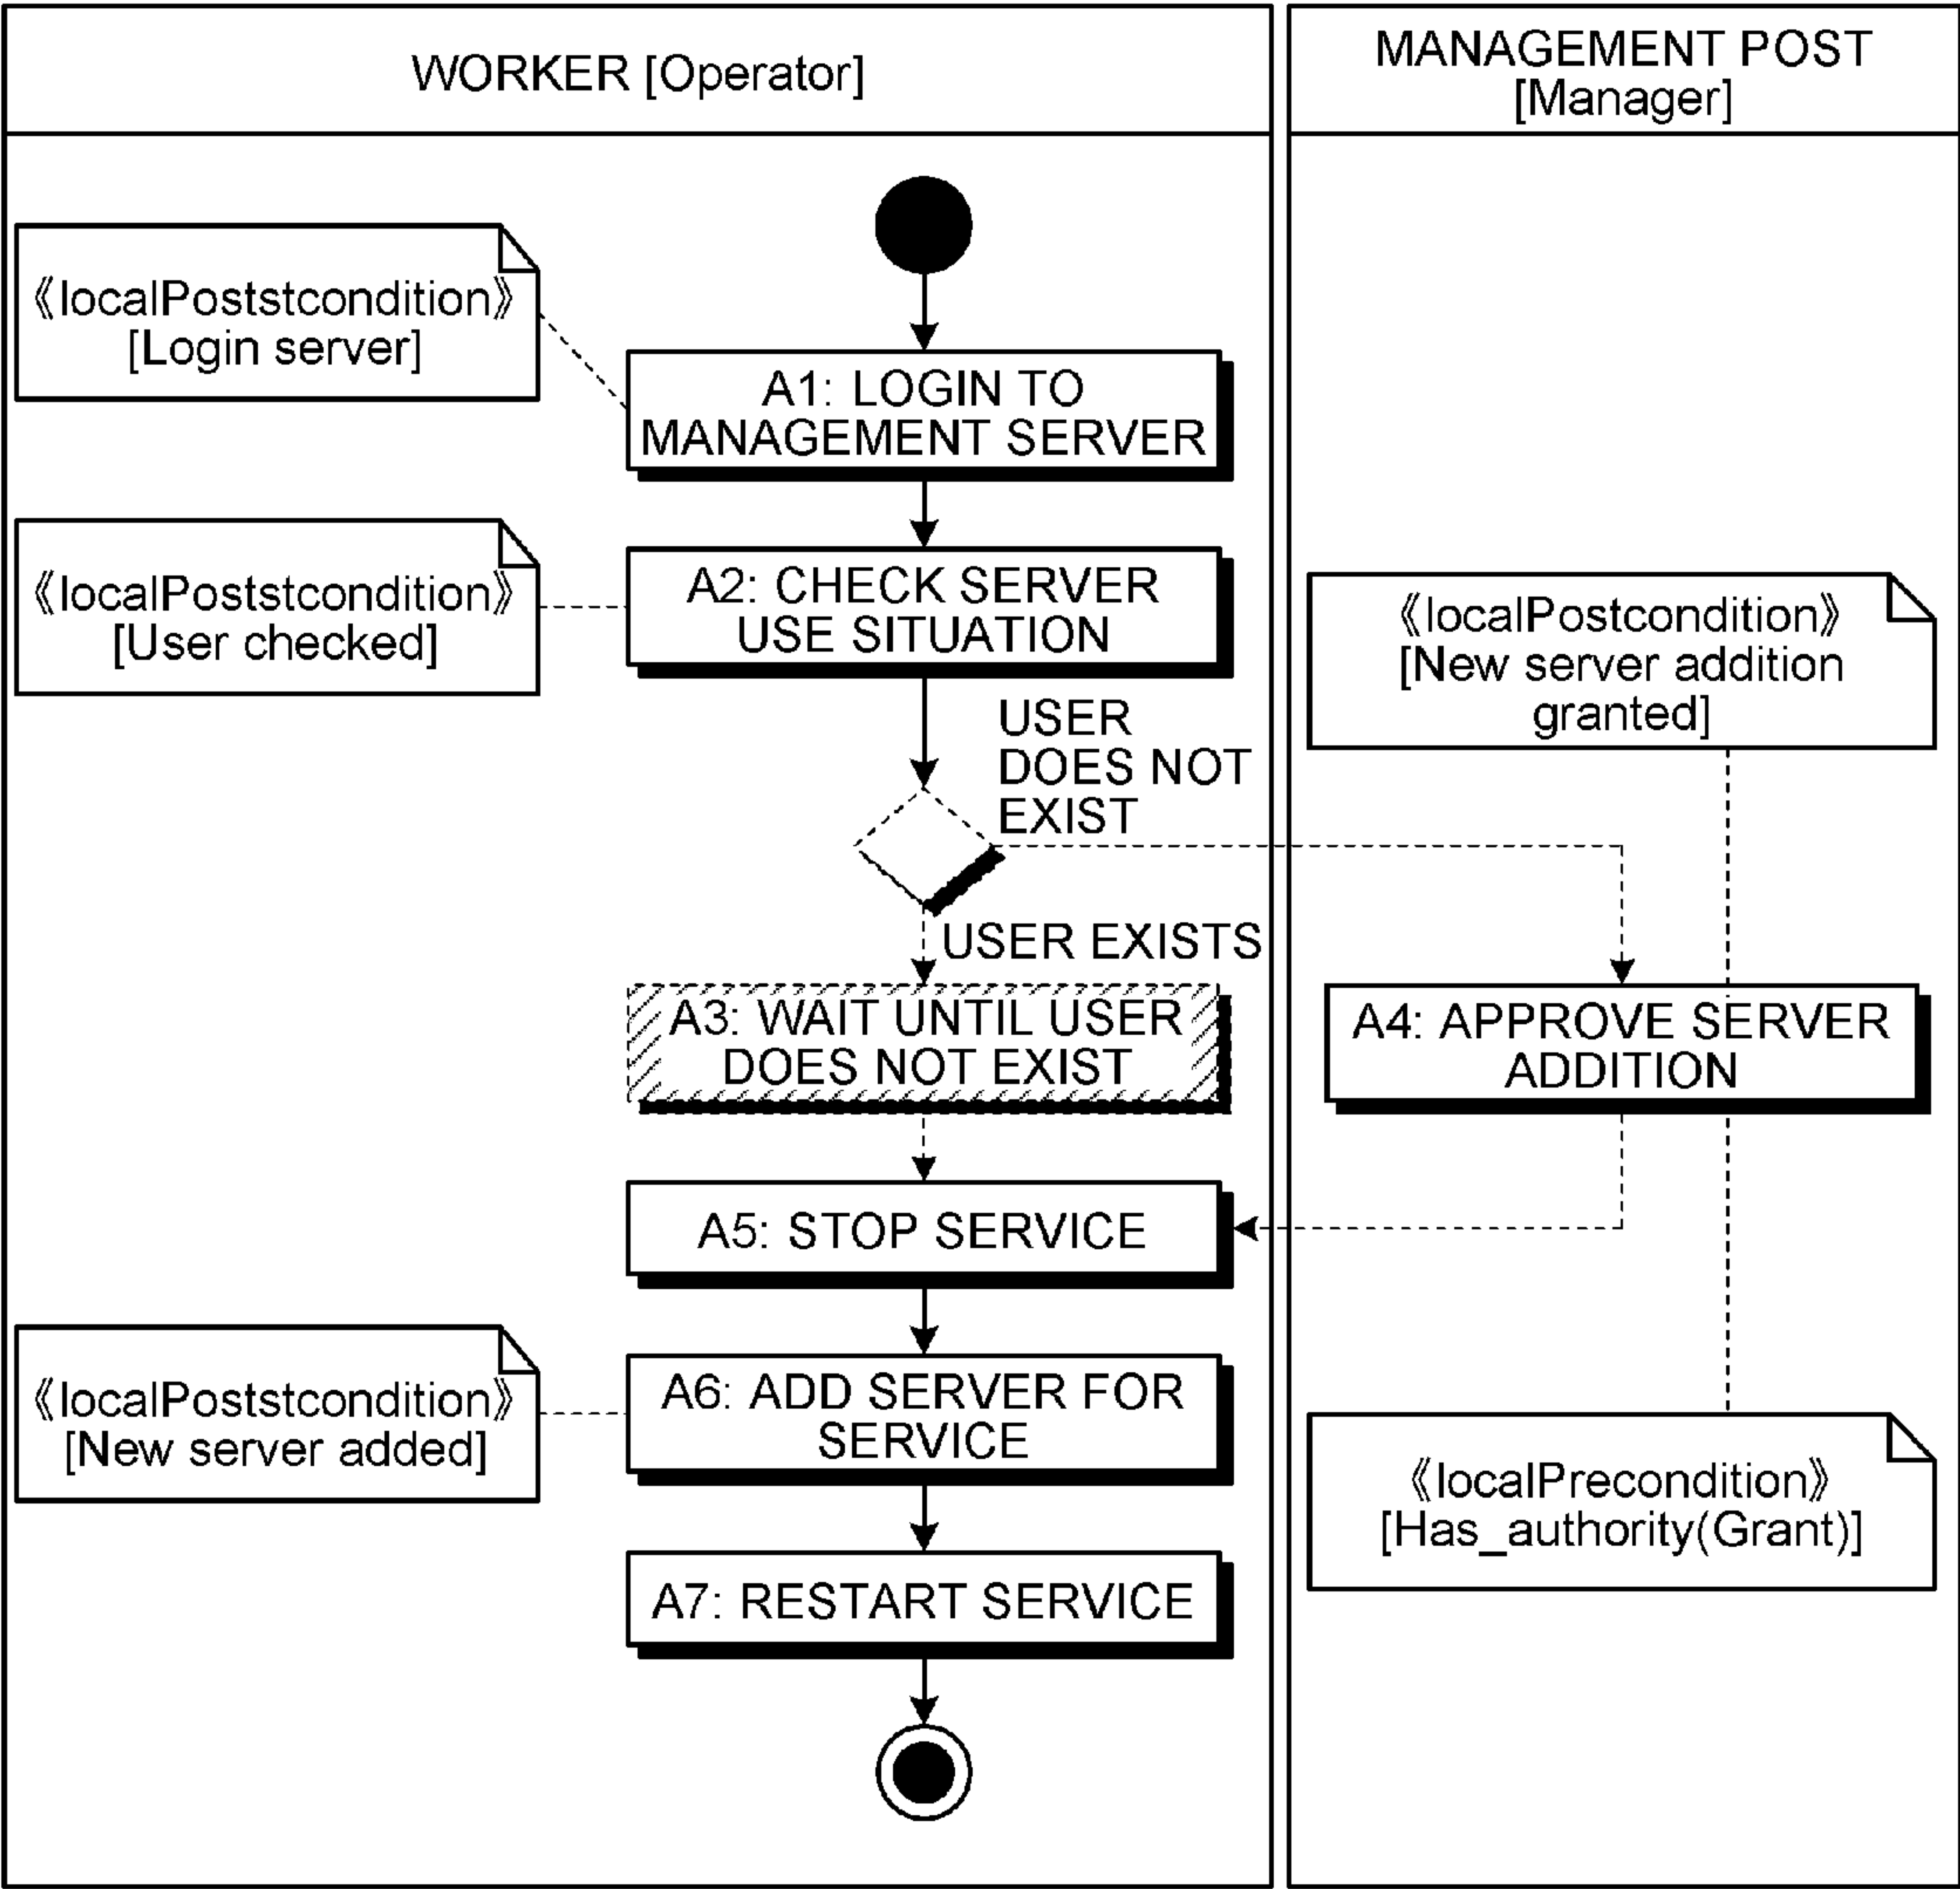 WORKER [Operator]
MANAGEMENT POST
[Manager]
《localPoststcondition》
[Login server]
A1: LOGIN TO
MANAGEMENT SERVER
《localPoststcondition》
[User checked]
A2: CHECK SERVER
USE SITUATION
《localPostcondition》
[New server addition
granted]
USER
DOES NOT
EXIST
USER EXISTS
A3: WAIT UNTIL USER
DOES NOT EXIST
A4: APPROVE SERVER
ADDITION
A5: STOP SERVICE
《localPoststcondition》
[New server added]
A6: ADD SERVER FOR
SERVICE
《localPrecondition》
[Has_authority(Grant)]
A7: RESTART SERVICE